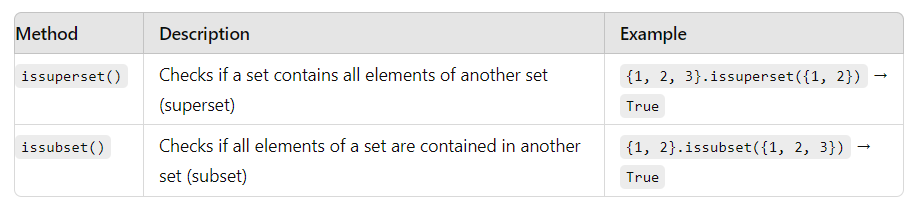 Method Description Example
issuperset() Checks if a set contains all elements of another set {1, 2, 3}.issuperset({1, 2}) →
(superset) True
issubset() Checks if all elements of a set are contained in another {1, 2}.issubset({1, 2, 3}) →
set (subset) True